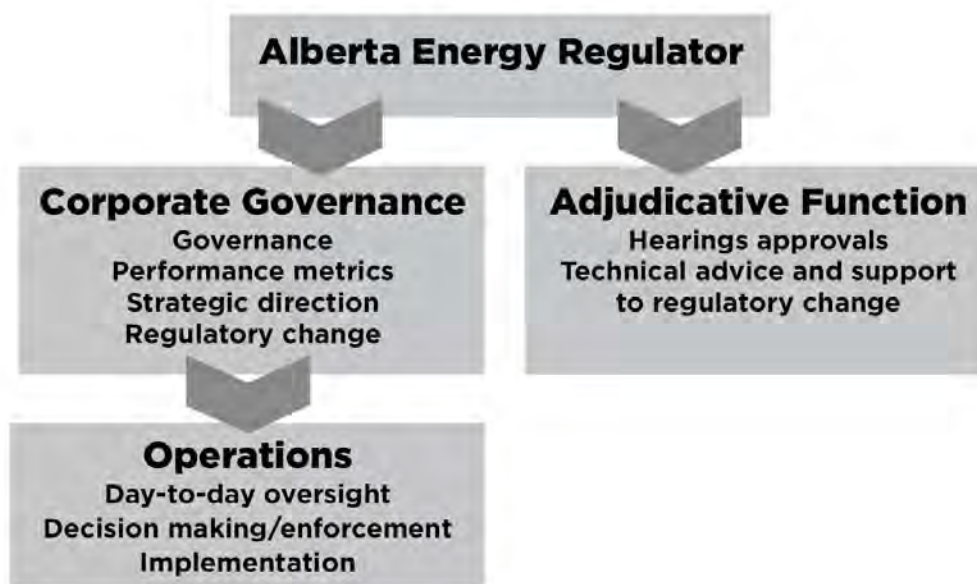 Alberta Energy Regulator
Corporate Governance
Governance
Performance metrics
Strategic direction
Regulatory change
Adjudicative Function
Hearings approvals
Technical advice and support
to regulatory change
Operations
Day-to-day oversight
Decision making/enforcement
Implementation